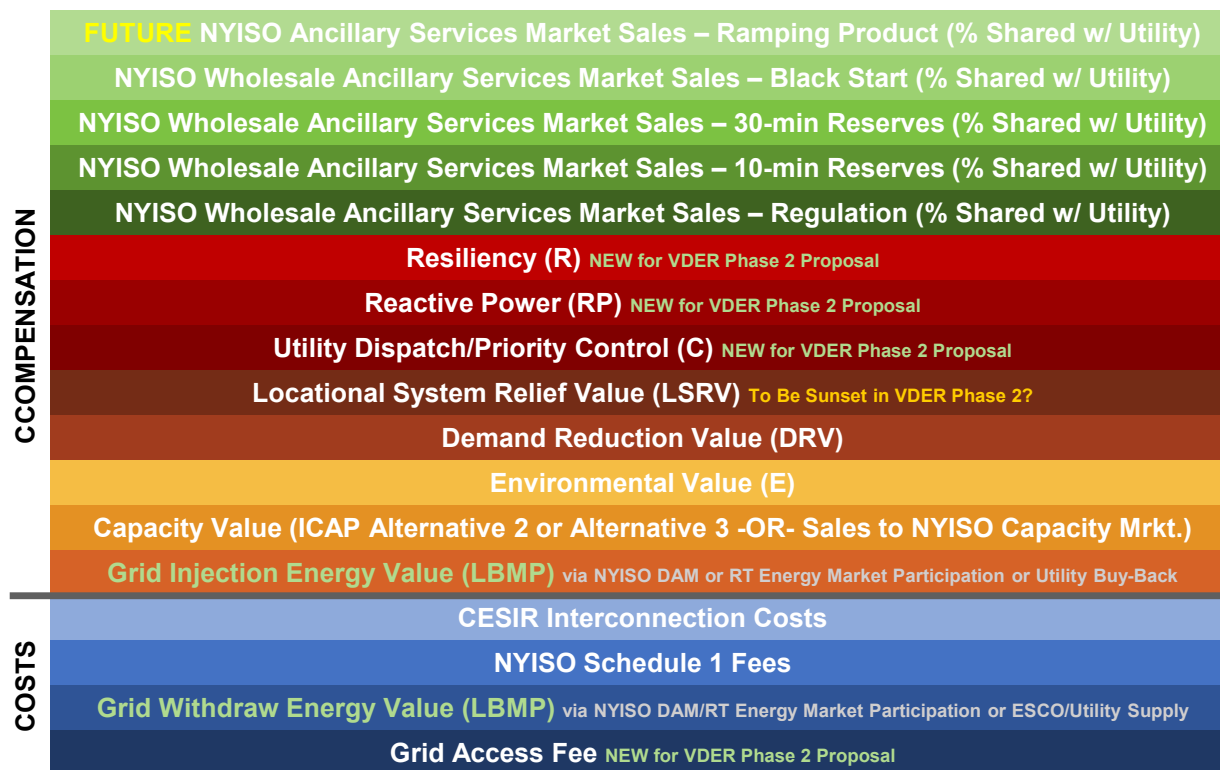 FUTURE NYISO Ancillary Services Market Sales – Ramping Product (% Shared w/ Utility)
NYISO Wholesale Ancillary Services Market Sales – Black Start (% Shared w/ Utility)
NYISO Wholesale Ancillary Services Market Sales – 30-min Reserves (% Shared w/ Utility)
NYISO Wholesale Ancillary Services Market Sales – 10-min Reserves (% Shared w/ Utility)
NYISO Wholesale Ancillary Services Market Sales – Regulation (% Shared w/ Utility)
Resiliency (R) NEW for VDER Phase 2 Proposal
Reactive Power (RP) NEW for VDER Phase 2 Proposal
Utility Dispatch/Priority Control (C) NEW for VDER Phase 2 Proposal
Locational System Relief Value (LSRV) To Be Sunset in VDER Phase 2?
Demand Reduction Value (DRV)
Environmental Value (E)
Capacity Value (ICAP Alternative 2 or Alternative 3 -OR- Sales to NYISO Capacity Mrkt.)
Grid Injection Energy Value (LBMP) via NYISO DAM or RT Energy Market Participation or Utility Buy-Back
CCOMPENSATION
CESIR Interconnection Costs
NYISO Schedule 1 Fees
Grid Withdraw Energy Value (LBMP) via NYISO DAM/RT Energy Market Participation or ESCO/Utility Supply
Grid Access Fee NEW for VDER Phase 2 Proposal
COSTS